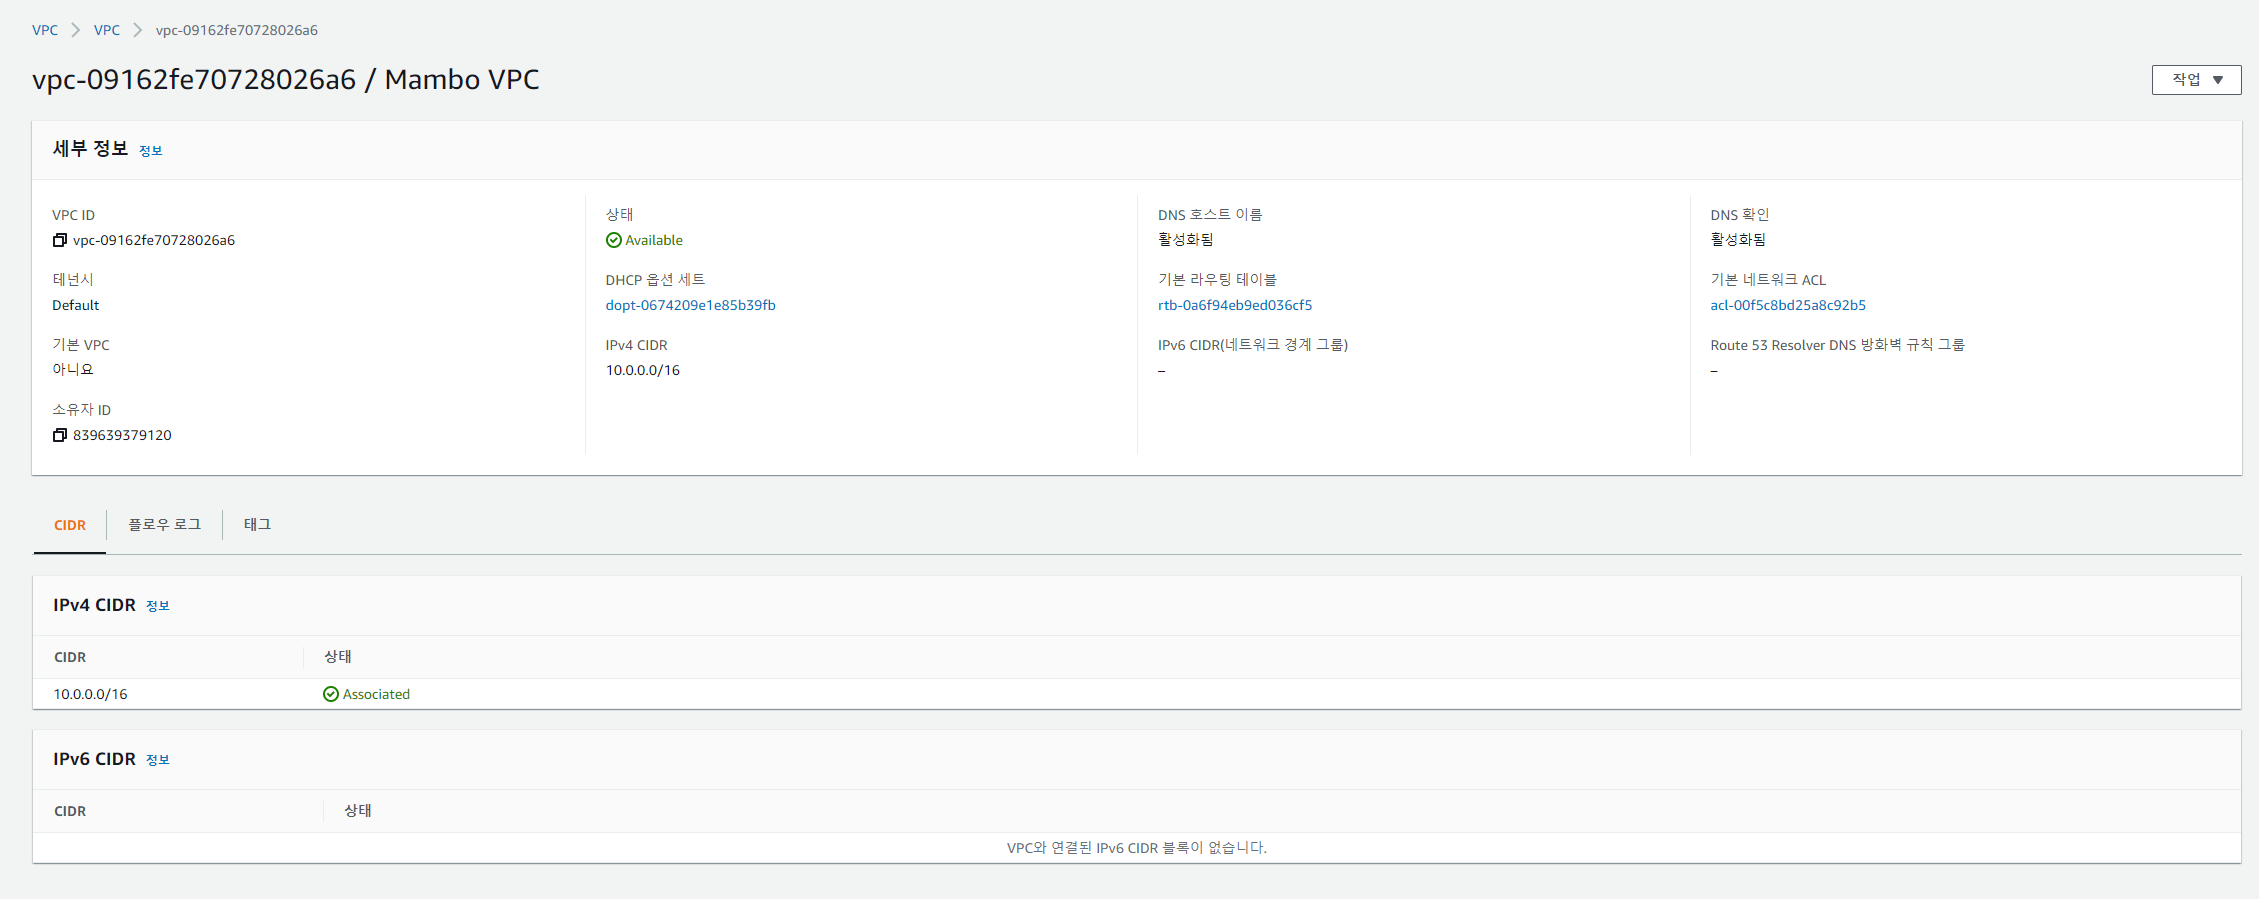 VPC > VPC > vpc-09162fe70728026a6
vpc-09162fe70728026a6 / Mambo VPC
작업 ▼
세부 정보 정보
VPC ID
vpc-09162fe70728026a6
상태
Available
DNS 호스트 이름
활성화됨
DNS 확인
활성화됨
테넌시
Default
DHCP 옵션 세트
dopt-0674209e1e85b39fb
기본 라우팅 테이블
rtb-0a6f94eb9ed036cf5
기본 네트워크 ACL
acl-00f5c8bd25a8c92b5
기본 VPC
아니요
IPv4 CIDR
10.0.0.0/16
IPv6 CIDR(네트워크 경계 그룹)
–
Route 53 Resolver DNS 방화벽 규칙 그룹
–
소유자 ID
839639379120
CIDR 플로우 로그 태그
IPv4 CIDR 정보
CIDR 상태
10.0.0.0/16 Associated
IPv6 CIDR 정보
CIDR 상태
VPC와 연결된 IPv6 CIDR 블록이 없습니다.